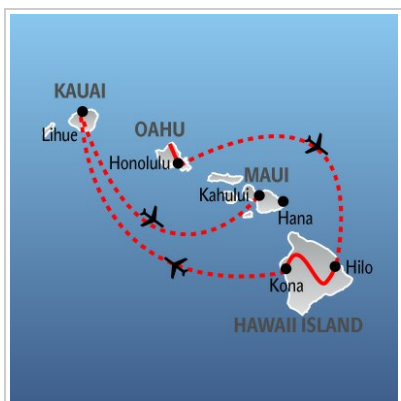 KAUAI
Lihue
OAHU
Honolulu
MAUI
Kahului
Hana
Hilo
Kona
HAWAII ISLAND